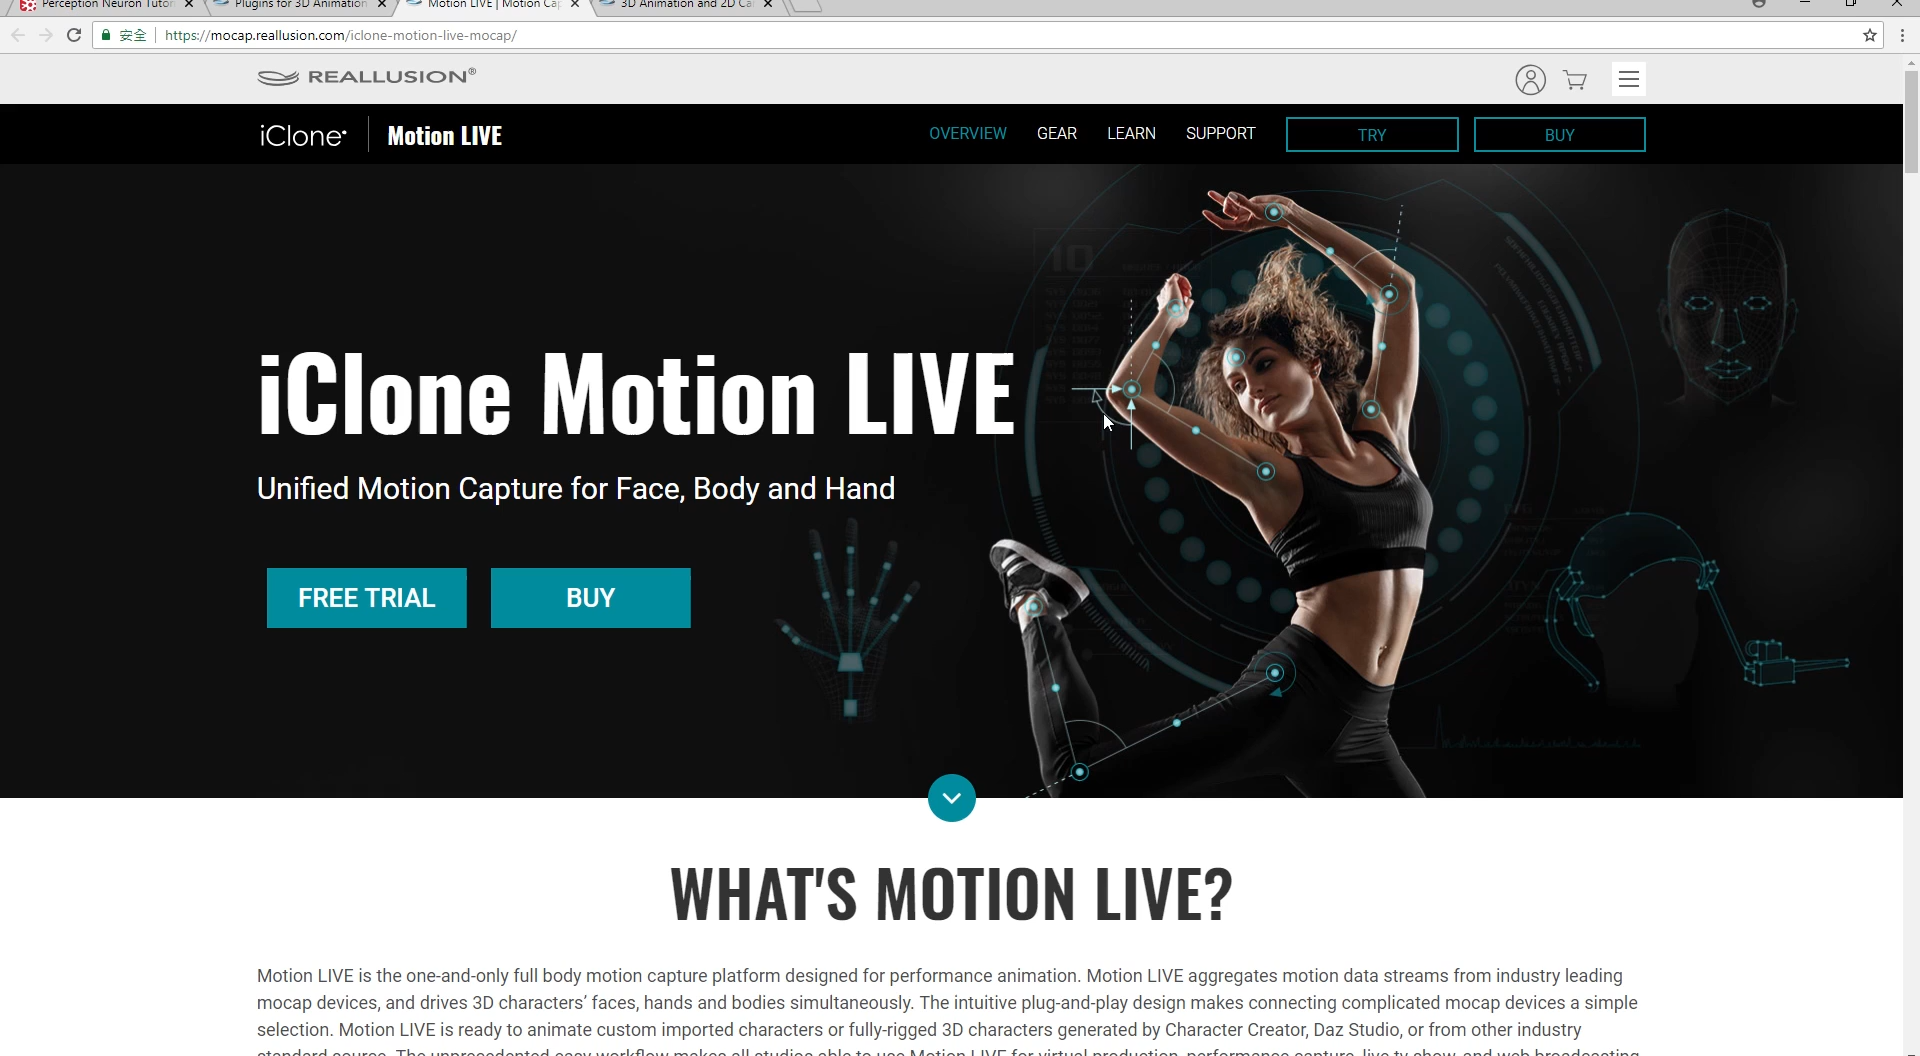 Perception Neuron Tutor
Plugins for 3D Animation
Motion LIVE | Motion Cap
3D Animation and 2D Ca
安全
https://mocap.reallusion.com/iclone-motion-live-mocap/
REALLUSION®
iClone
Motion LIVE
OVERVIEW
GEAR
LEARN
SUPPORT
TRY
BUY
10
iClone Motion LIVE
Unified Motion Capture for Face, Body and Hand
FREE TRIAL
BUY
WHAT'S MOTION LIVE?
Motion LIVE is the one-and-only full body motion capture platform designed for performance animation. Motion LIVE aggregates motion data streams from industry leading
mocap devices, and drives 3D characters’ faces, hands and bodies simultaneously. The intuitive plug-and-play design makes connecting complicated mocap devices a simple
selection. Motion LIVE is ready to animate custom imported characters or fully-rigged 3D characters generated by Character Creator, Daz Studio, or from other industry
standard source. The unprecedented easy workflow makes all studios able to use Motion LIVE for virtual production, performance capture, live tv show, and web broadcasting